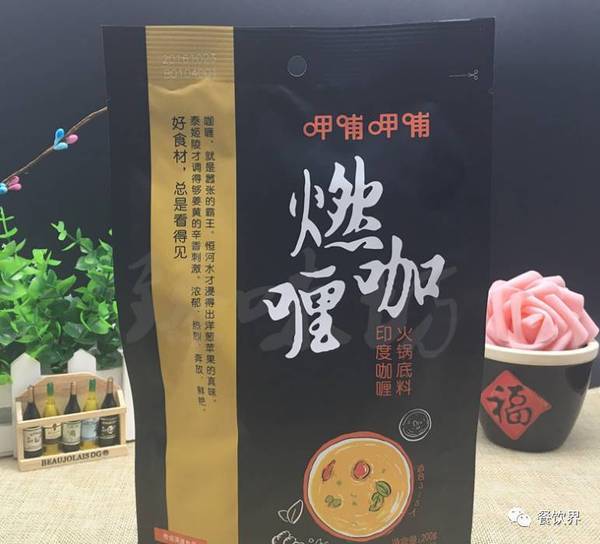 20161023
呷哺呷哺
燃咖喱
火锅底料
印度咖喱
咖喱，就是嚣张的霸王，恒河水才浸得出洋葱苹果的真味，
泰姬陵才调得够姜黄的辛香刺激、浓郁、热烈、奔放、鲜艳。
好食材，总是看得见
200g
福
BEAUJOLAIS DG
餐饮界